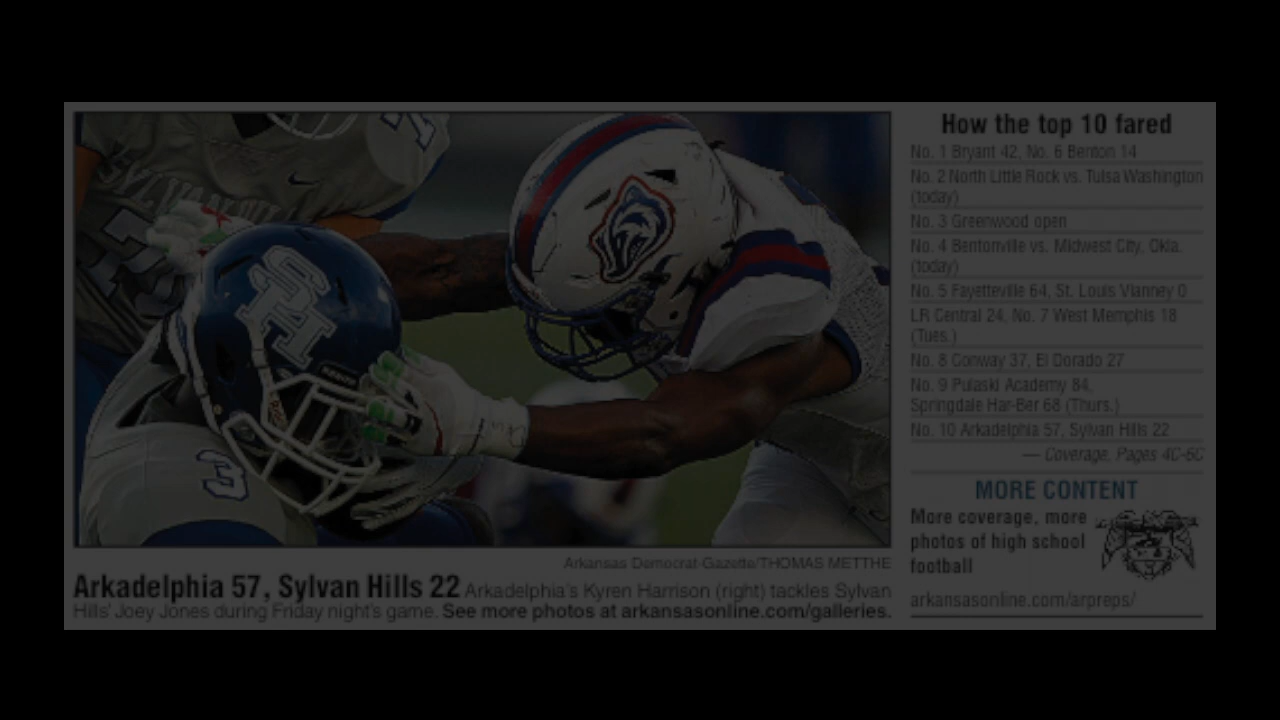 SYLVAN
3
Arkansas Democrat-Gazette/THOMAS METTHE
Arkadelphia 57, Sylvan Hills 22 Arkadelphia's Kyren Harrison (right) tackles Sylvan
Hills' Joey Jones during Friday night's game. See more photos at arkansasonline.com/galleries.
How the top 10 fared
No. 1 Bryant 42, No. 6 Benton 14
No. 2 North Little Rock vs. Tulsa Washington
(today)
No. 3 Greenwood open
No. 4 Bentonville vs. Midwest City, Okla.
(today)
No. 5 Fayetteville 64, St. Louis Vianney 0
LR Central 24, No. 7 West Memphis 18
(Tues.)
No. 8 Conway 37, El Dorado 27
No. 9 Pulaski Academy 84,
Springdale Har-Ber 68 (Thurs.)
No. 10 Arkadelphia 57, Sylvan Hills 22
— Coverage, Pages 4C-6C
MORE CONTENT
More coverage, more
photos of high school
football
arkansasonline.com/arpreps/